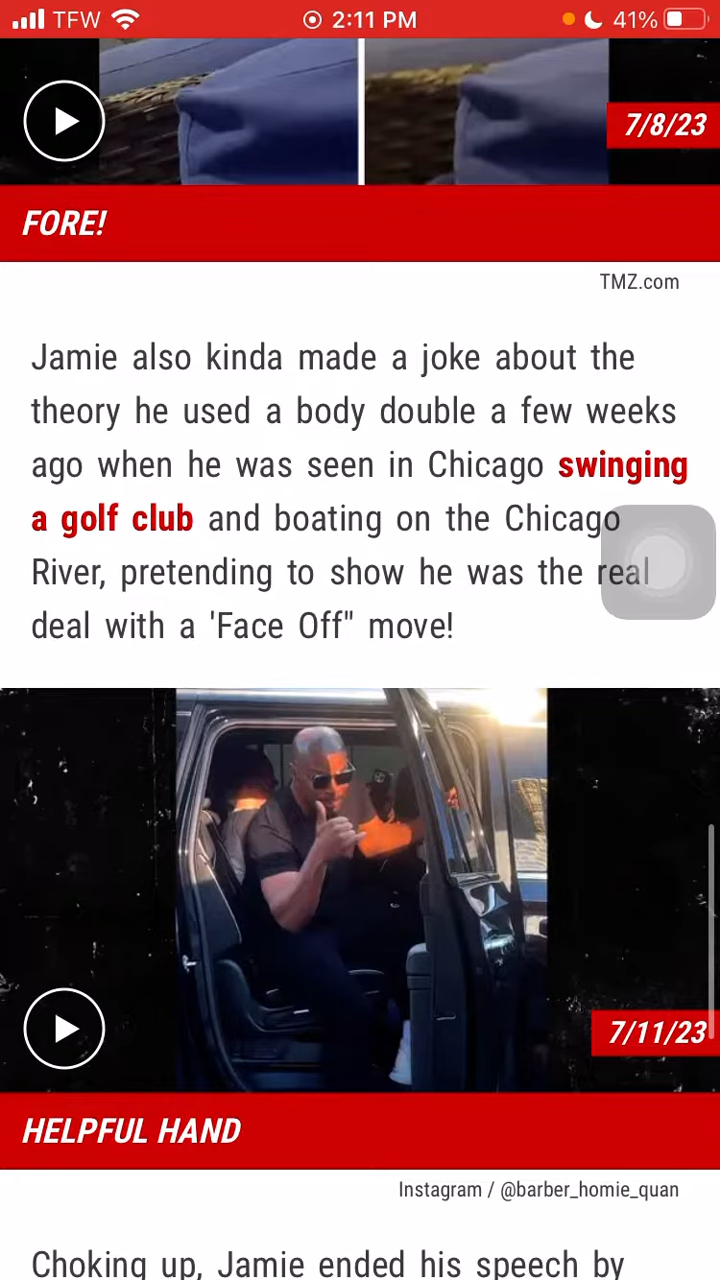 TFW 2:11 PM 41%
7/8/23
FORE!
TMZ.com
Jamie also kinda made a joke about the
theory he used a body double a few weeks
ago when he was seen in Chicago swinging
a golf club and boating on the Chicago
River, pretending to show he was the real
deal with a 'Face Off" move!
7/11/23
HELPFUL HAND
Instagram / @barber_homie_quan
Choking up, Jamie ended his speech by